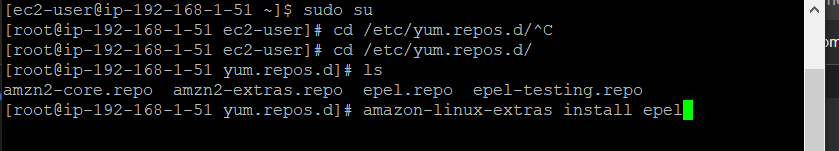 [ec2-user@ip-192-168-1-51 ~]$ sudo su
[root@ip-192-168-1-51 ec2-user]# cd /etc/yum.repos.d/^C
[root@ip-192-168-1-51 ec2-user]# cd /etc/yum.repos.d/
[root@ip-192-168-1-51 yum.repos.d]# ls
amzn2-core.repo  amzn2-extras.repo  epel.repo  epel-testing.repo
[root@ip-192-168-1-51 yum.repos.d]# amazon-linux-extras install epel